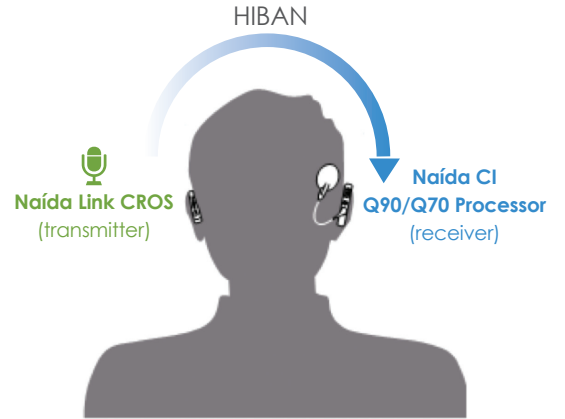 HIBAN
Naída Link CROS
(transmitter)
Naída CI
Q90/Q70 Processor
(receiver)